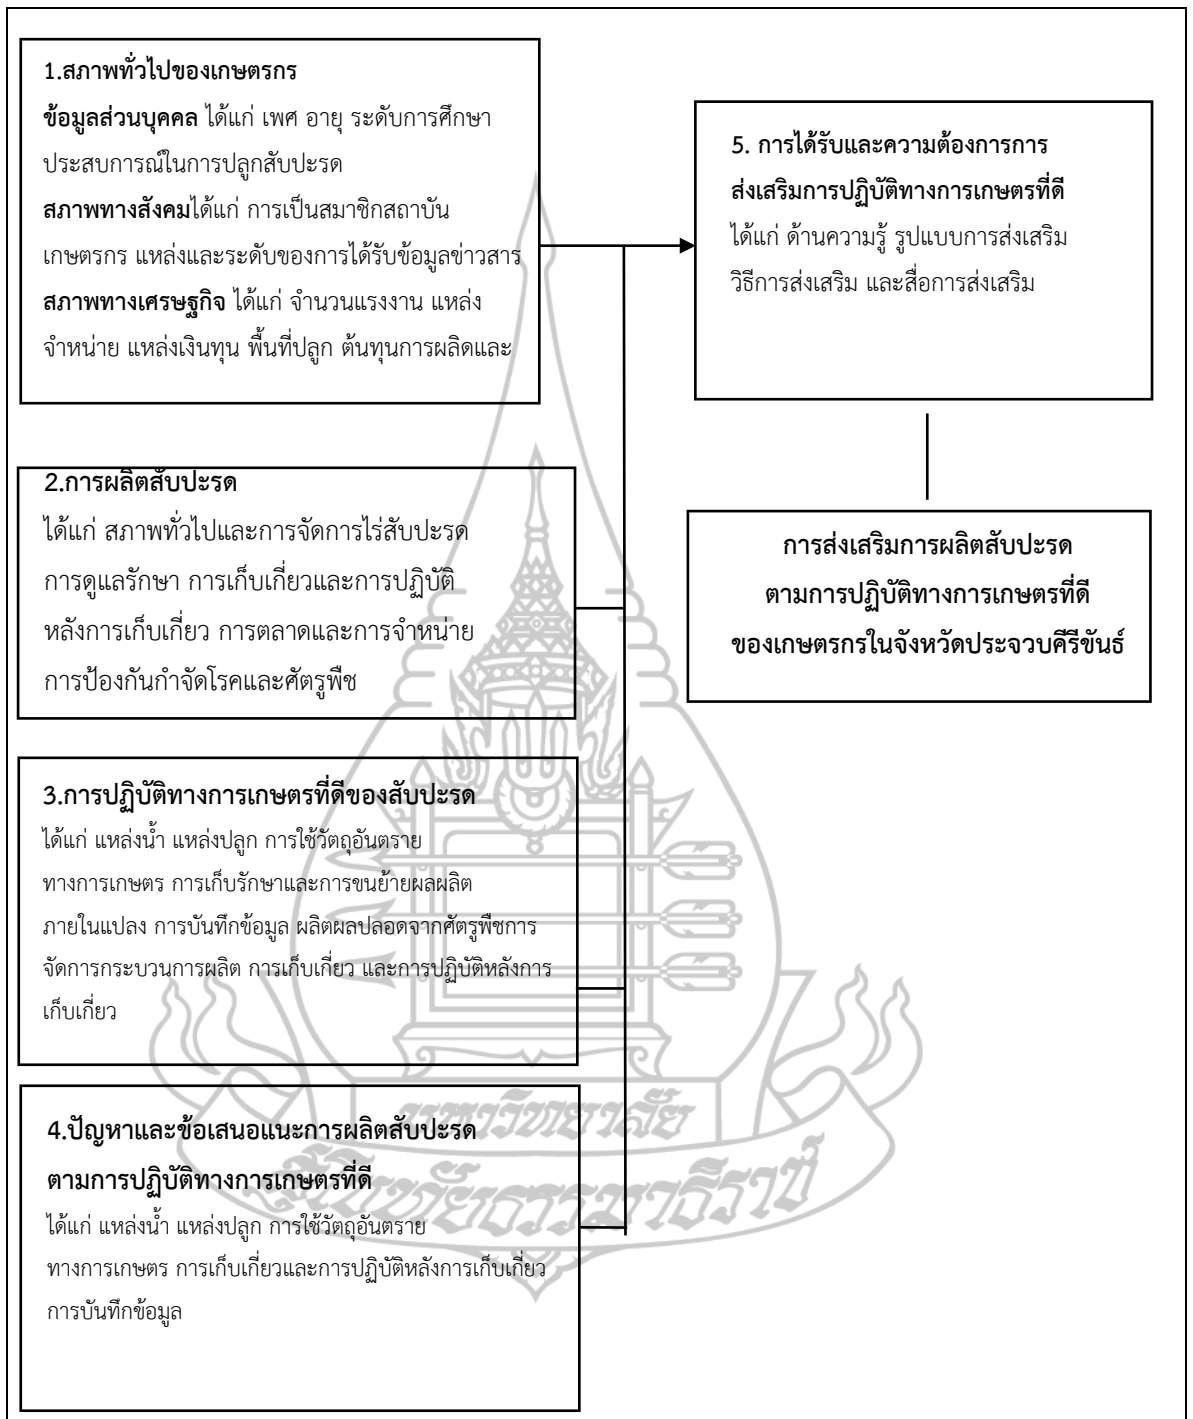 1.สภาพทั่วไปของเกษตรกร
ข้อมูลส่วนบุคคล ได้แก่ เพศ อายุ ระดับการศึกษา
ประสบการณ์ในการปลูกสับปะรด
สภาพทางสังคมได้แก่ การเป็นสมาชิกสถาบัน
เกษตรกร แหล่งและระดับของการได้รับข้อมูลข่าวสาร
สภาพทางเศรษฐกิจ ได้แก่ จำนวนแรงงาน แหล่ง
จำหน่าย แหล่งเงินทุน พื้นที่ปลูก ต้นทุนการผลิตและ
2.การผลิตสับปะรด
ได้แก่ สภาพทั่วไปและการจัดการไร่สับปะรด
การดูแลรักษา การเก็บเกี่ยวและการปฏิบัติ
หลังการเก็บเกี่ยว การตลาดและการจำหน่าย
การป้องกันกำจัดโรคและศัตรูพืช
3.การปฏิบัติทางการเกษตรที่ดีของสับปะรด
ได้แก่ แหล่งน้ำ แหล่งปลูก การใช้วัตถุอันตราย
ทางการเกษตร การเก็บรักษาและการขนย้ายผลผลิต
ภายในแปลง การบันทึกข้อมูล ผลิตผลปลอดจากศัตรูพืชการ
จัดการกระบวนการผลิต การเก็บเกี่ยว และการปฏิบัติหลังการ
เก็บเกี่ยว
4.ปัญหาและข้อเสนอแนะการผลิตสับปะรด
ตามการปฏิบัติทางการเกษตรที่ดี
ได้แก่ แหล่งน้ำ แหล่งปลูก การใช้วัตถุอันตราย
ทางการเกษตร การเก็บเกี่ยวและการปฏิบัติหลังการเก็บเกี่ยว
การบันทึกข้อมูล
5. การได้รับและความต้องการการ
ส่งเสริมการปฏิบัติทางการเกษตรที่ดี
ได้แก่ ด้านความรู้ รูปแบบการส่งเสริม
วิธีการส่งเสริม และสื่อการส่งเสริม
การส่งเสริมการผลิตสับปะรด
ตามการปฏิบัติทางการเกษตรที่ดี
ของเกษตรกรในจังหวัดประจวบคีรีขันธ์
มหาวิทยาลัย
สุโขทัยธรรมาธิราช